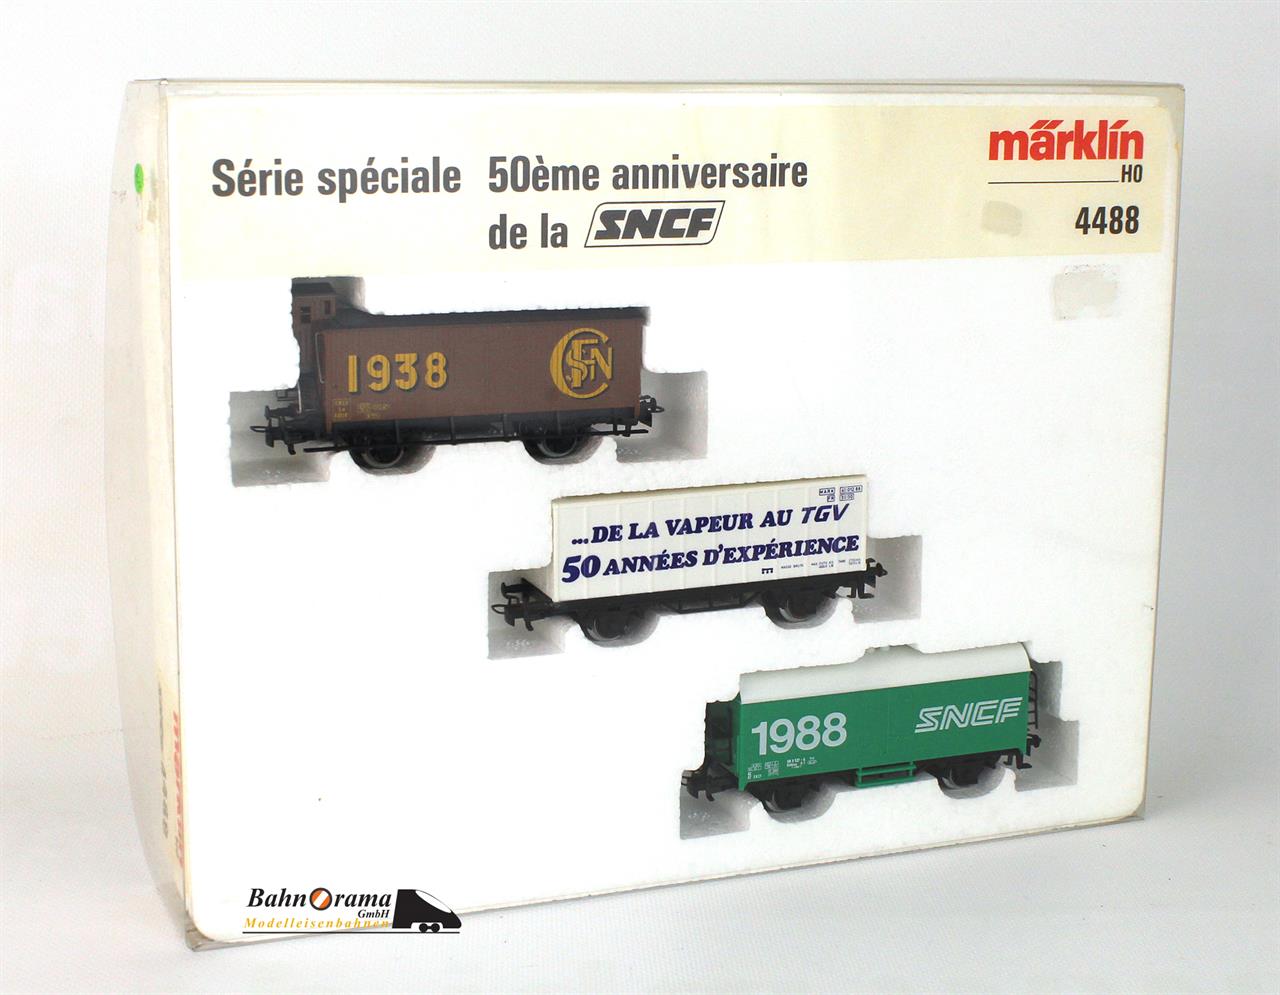 Série spéciale 50ème anniversaire
de la SNCF
märklin
HO
4488
1938
SNCF
...DE LA VAPEUR AU TGV
50 ANNÉES D'EXPÉRIENCE
1988
SNCF
BahnOrama
GmbH
Modelleisenbahnen